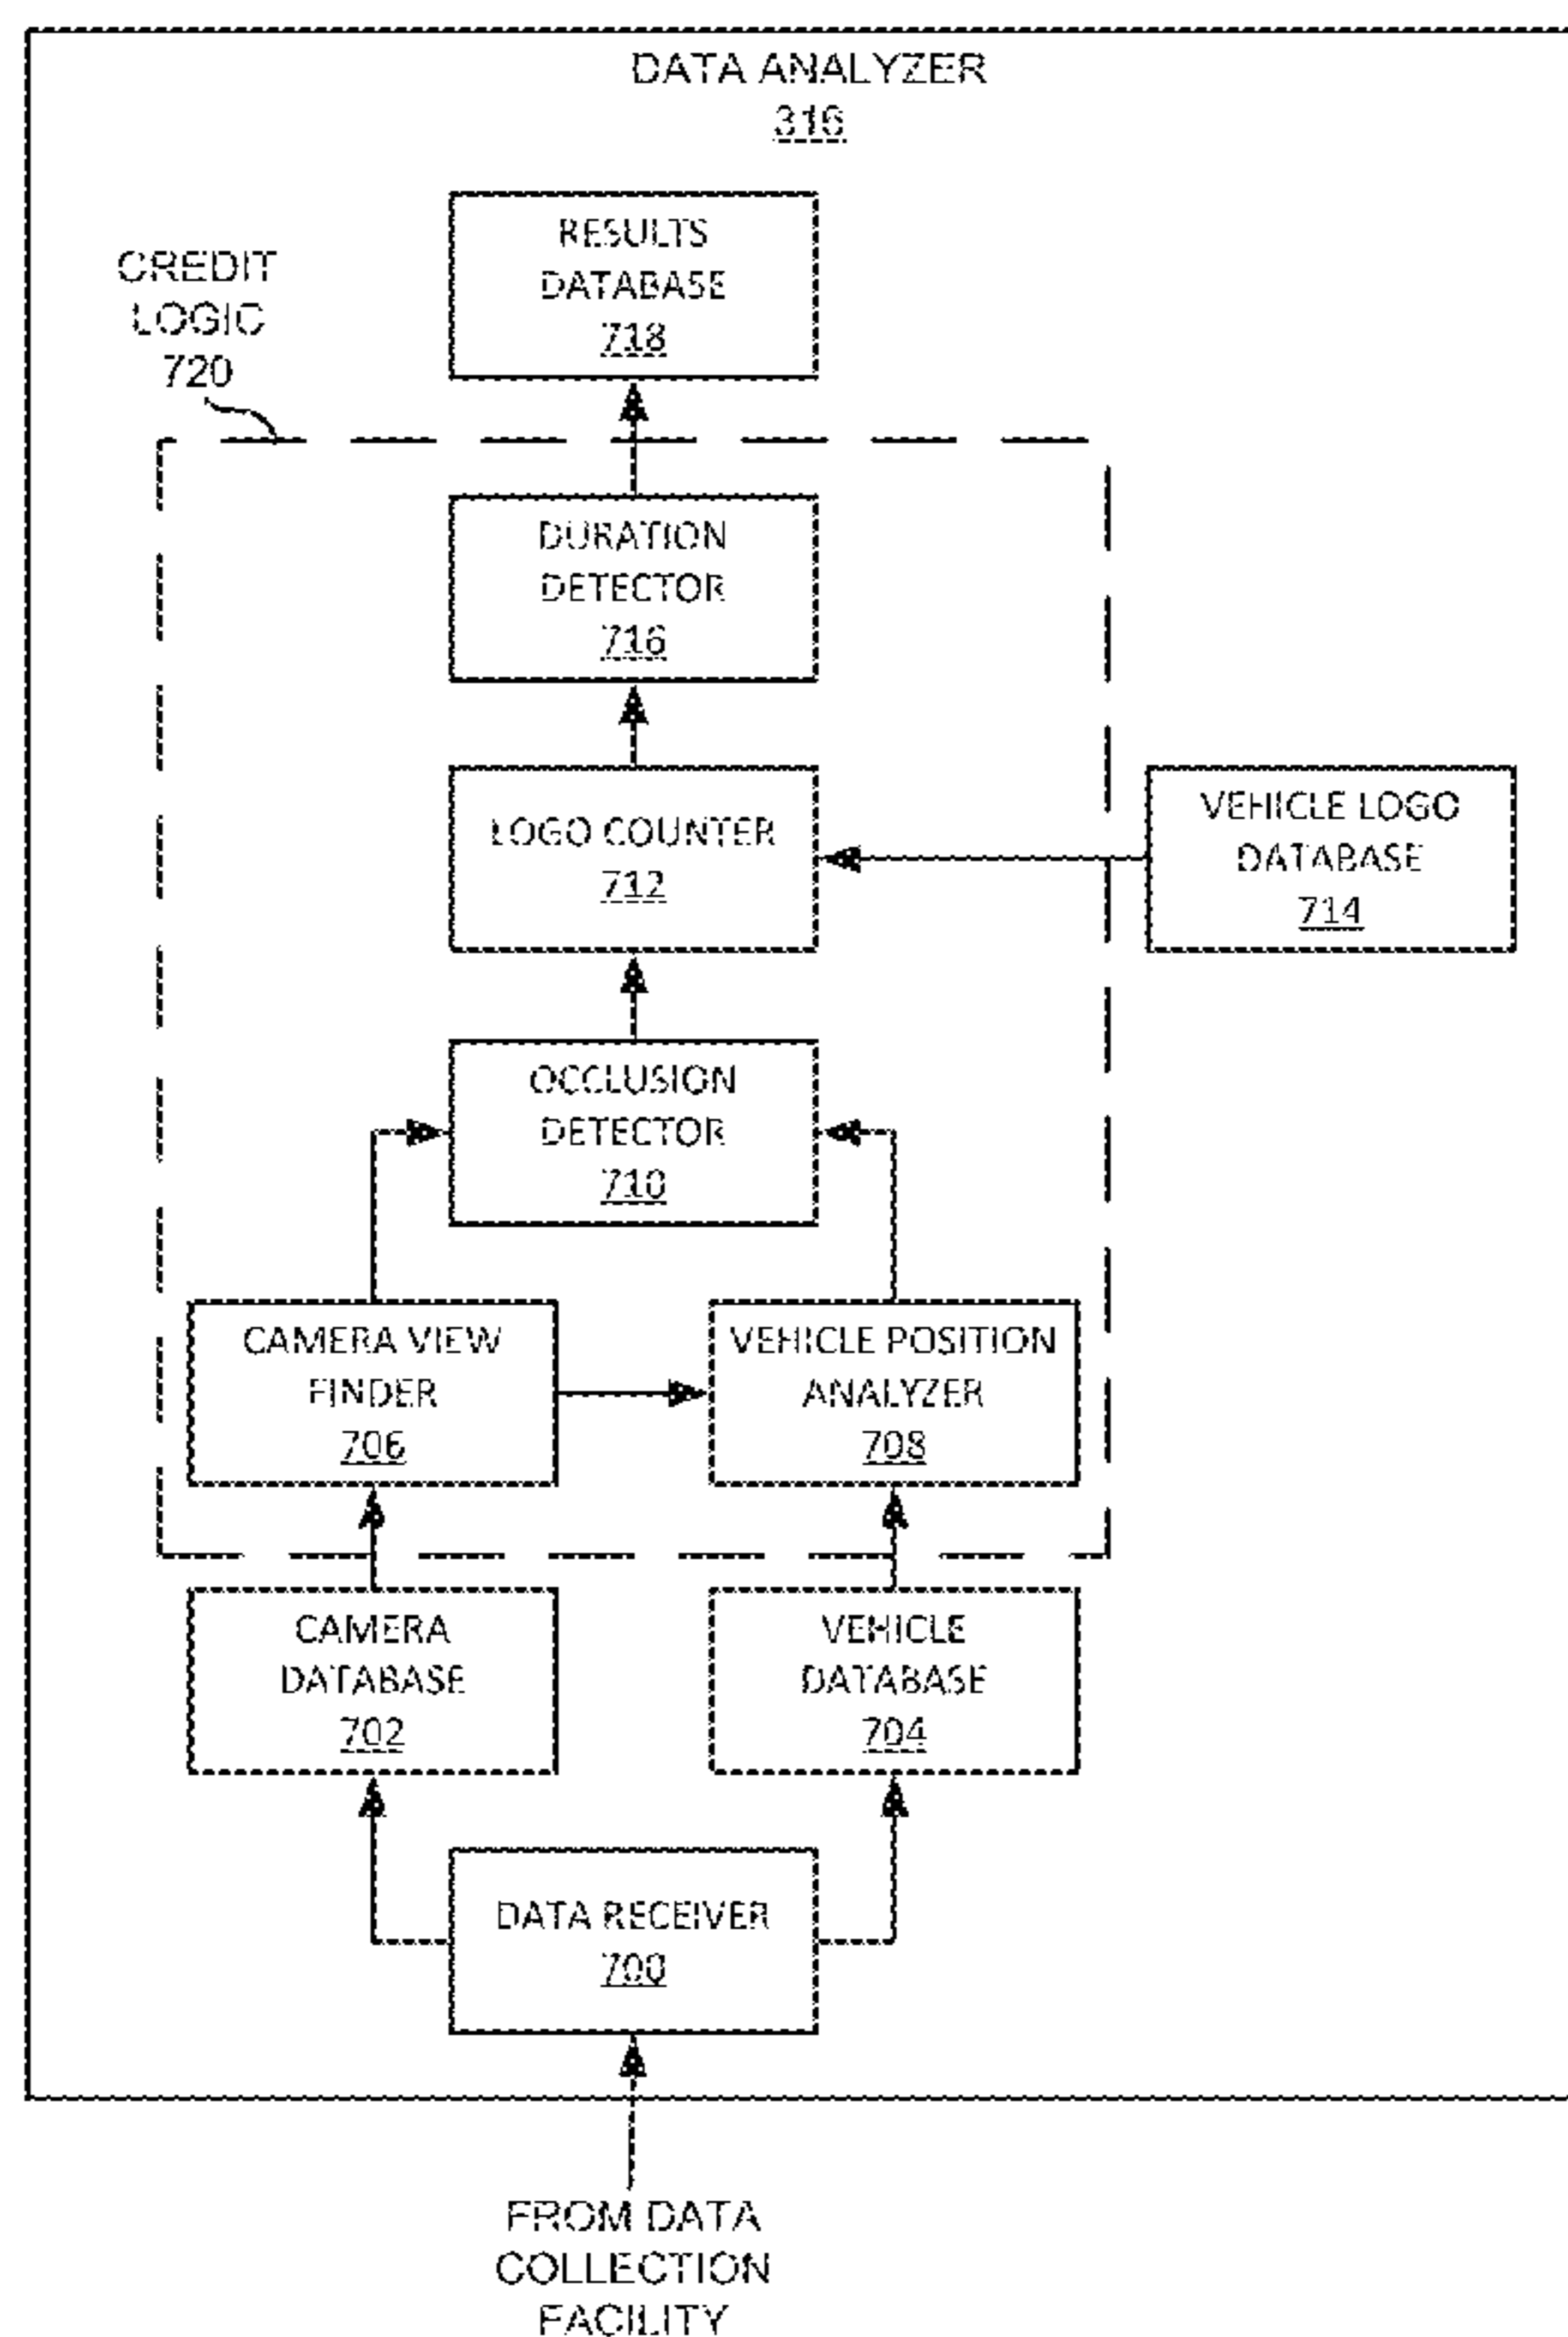 DATA ANALYZER
316
RESULTS
DATABASE
718
CREDIT
LOGIC
720
DURATION
DETECTOR
716
LOGO COUNTER
712
VEHICLE LOGO
DATABASE
714
OCCLUSION
DETECTOR
710
CAMERA VIEW
FINDER
706
VEHICLE POSITION
ANALYZER
708
CAMERA
DATABASE
702
VEHICLE
DATABASE
704
DATA RECEIVER
700
FROM DATA
COLLECTION
FACILITY